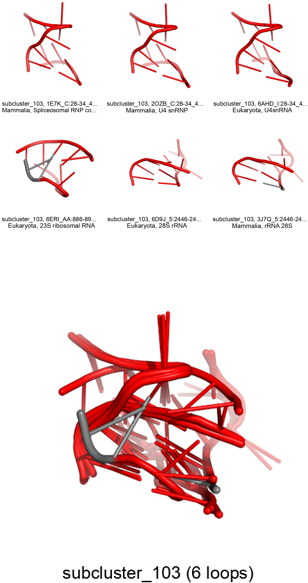 subcluster_103, 1E7K_C:28-34_4...
Mammalia, Spliceosomal RNP co...
subcluster_103, 2OZB_C:28-34_4...
Mammalia, U4 snRNP
subcluster_103, 6AHD_I:28-34_4...
Eukaryota, U4snRNA
subcluster_103, 6ERI_AA:886-89...
Eukaryota, 23S ribosomal RNA
subcluster_103, 6D9J_5:2446-24...
Eukaryota, 28S rRNA
subcluster_103, 3J7Q_5:2446-24...
Mammalia, rRNA 28S
subcluster_103 (6 loops)